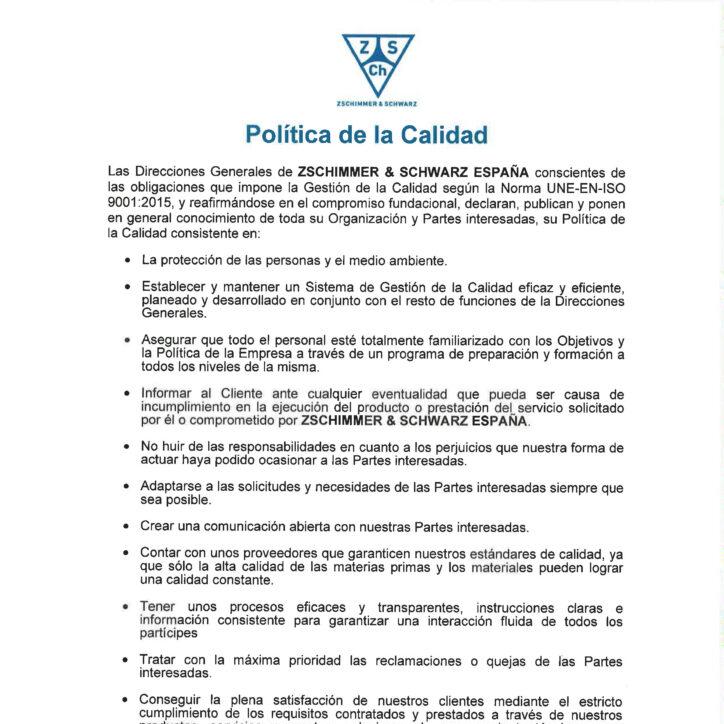 Z S
Ch
ZSCHIMMER & SCHWARZ
Política de la Calidad
Las Direcciones Generales de ZSCHIMMER & SCHWARZ ESPAÑA conscientes de
las obligaciones que impone la Gestión de la Calidad según la Norma UNE-EN-ISO
9001:2015, y reafirmándose en el compromiso fundacional, declaran, publican y ponen
en general conocimiento de toda su Organización y Partes interesadas, su Política de
la Calidad consistente en:
• La protección de las personas y el medio ambiente.
• Establecer y mantener un Sistema de Gestión de la Calidad eficaz y eficiente,
planeado y desarrollado en conjunto con el resto de funciones de la Direcciones
Generales.
• Asegurar que todo el personal esté totalmente familiarizado con los Objetivos y
la Política de la Empresa a través de un programa de preparación y formación a
todos los niveles de la misma.
• Informar al Cliente ante cualquier eventualidad que pueda ser causa de
incumplimiento en la ejecución del producto o prestación del servicio solicitado
por él o comprometido por ZSCHIMMER & SCHWARZ ESPAÑA.
• No huir de las responsabilidades en cuanto a los perjuicios que nuestra forma de
actuar haya podido ocasionar a las Partes interesadas.
• Adaptarse a las solicitudes y necesidades de las Partes interesadas siempre que
sea posible.
• Crear una comunicación abierta con nuestras Partes interesadas.
• Contar con unos proveedores que garanticen nuestros estándares de calidad, ya
que sólo la alta calidad de las materias primas y los materiales pueden lograr
una calidad constante.
• Tener unos procesos eficaces y transparentes, instrucciones claras e
información consistente para garantizar una interacción fluida de todos los
partícipes
• Tratar con la máxima prioridad las reclamaciones o quejas de las Partes
interesadas.
• Conseguir la plena satisfacción de nuestros clientes mediante el estricto
cumplimiento de los requisitos contratados y prestados a través de nuestros